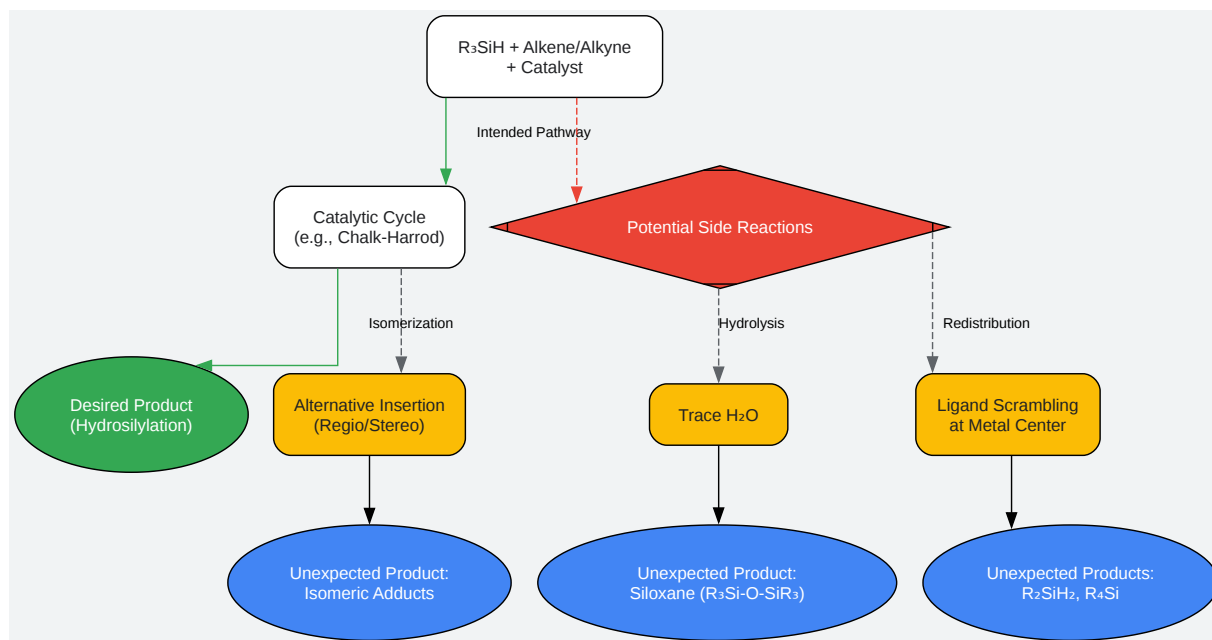 R₃SiH + Alkene/Alkyne
+ Catalyst
Intended Pathway
Catalytic Cycle
(e.g., Chalk-Harrod)
Potential Side Reactions
Isomerization
Hydrolysis
Redistribution
Desired Product
(Hydrosilylation)
Alternative Insertion
(Regio/Stereo)
Trace H₂O
Ligand Scrambling
at Metal Center
Unexpected Product:
Isomeric Adducts
Unexpected Product:
Siloxane (R₃Si-O-SiR₃)
Unexpected Products:
R₂SiH₂, R₄Si